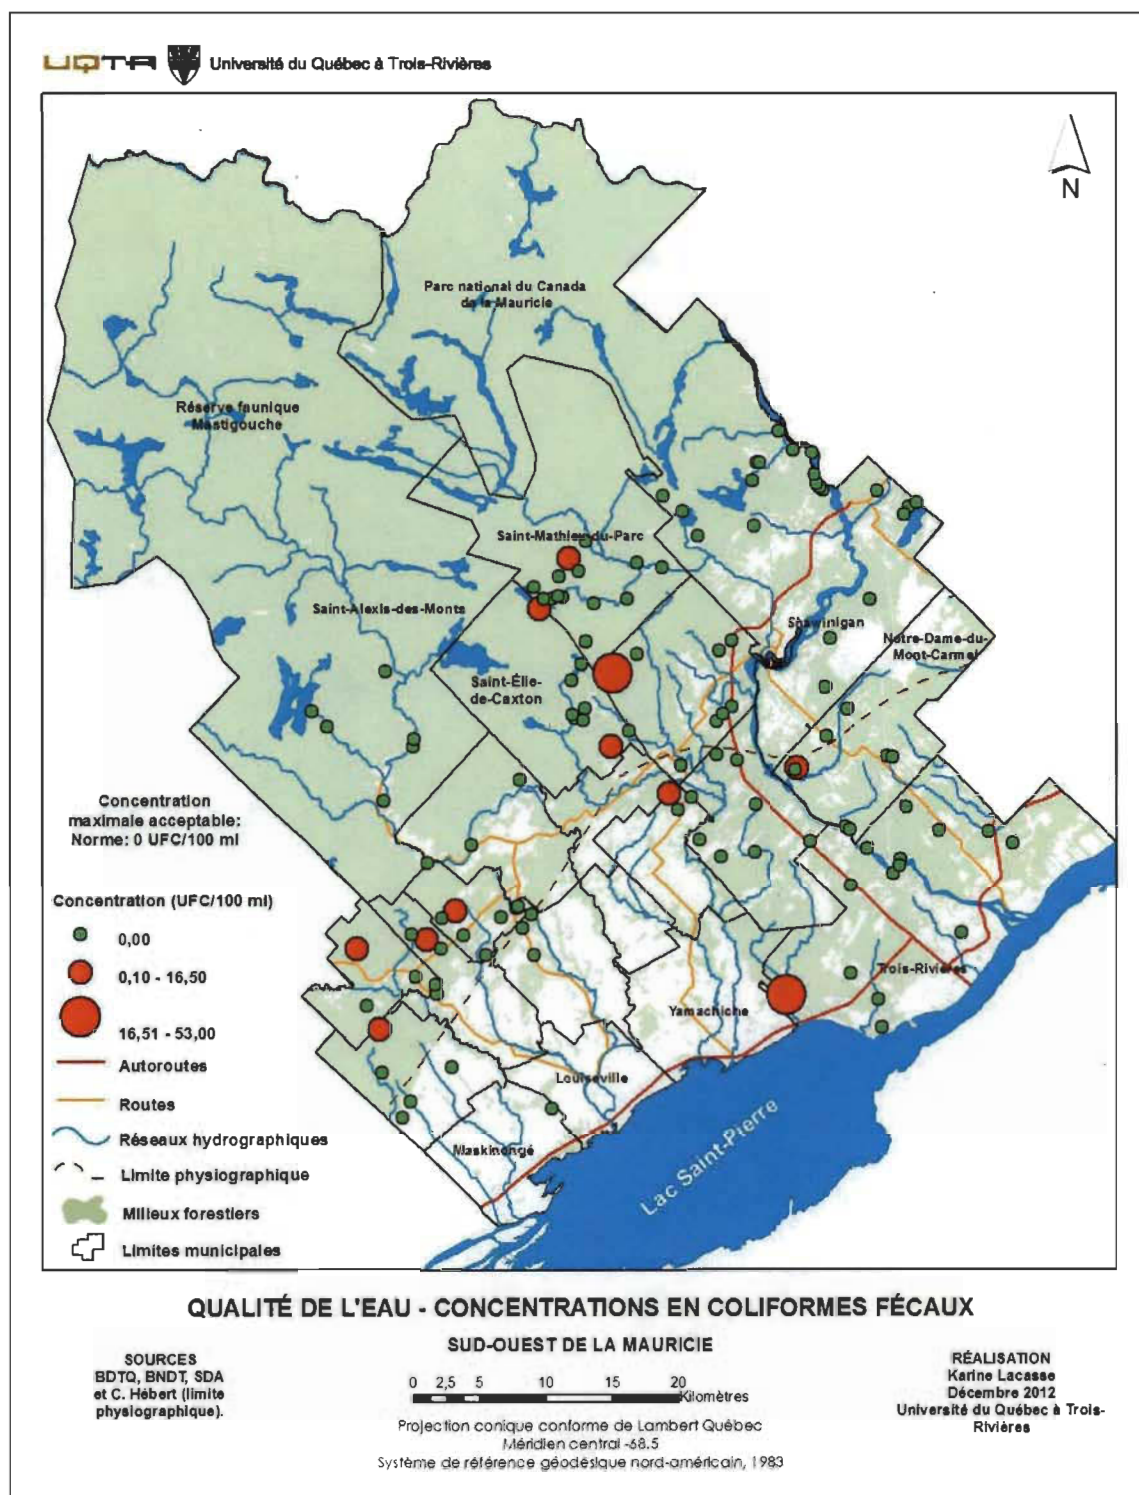 UQTR Université du Québec à Trois-Rivières
N
Parc national du Canada
de la Mauricie
Réserve faunique
Mastigouche
Saint-Mathieu-du-Parc
Saint-Alexis-des-Monts
Shawinigan
Notre-Dame-du-
Mont-Carmel
Saint-Élie-
de-Caxton
Concentration
maximale acceptable:
Norme: 0 UFC/100 ml
Concentration (UFC/100 ml)
0,00
0,10 - 16,50
16,51 - 53,00
Autoroutes
Routes
Réseaux hydrographiques
Limite physiographique
Milieux forestiers
Limites municipales
Trois-Rivières
Yamachiche
Louiseville
Maskinongé
Lac Saint-Pierre
QUALITÉ DE L'EAU - CONCENTRATIONS EN COLIFORMES FÉCAUX
SUD-OUEST DE LA MAURICIE
SOURCES
BDTQ, BNDT, SDA
et C. Hébert (limite
physiographique).
0 2,5 5 10 15 20
Kilomètres
Projection conique conforme de Lambert Québec
Méridien central -68.5
Système de référence géodésique nord-américain, 1983
RÉALISATION
Karine Lacasse
Décembre 2012
Université du Québec à Trois-
Rivières